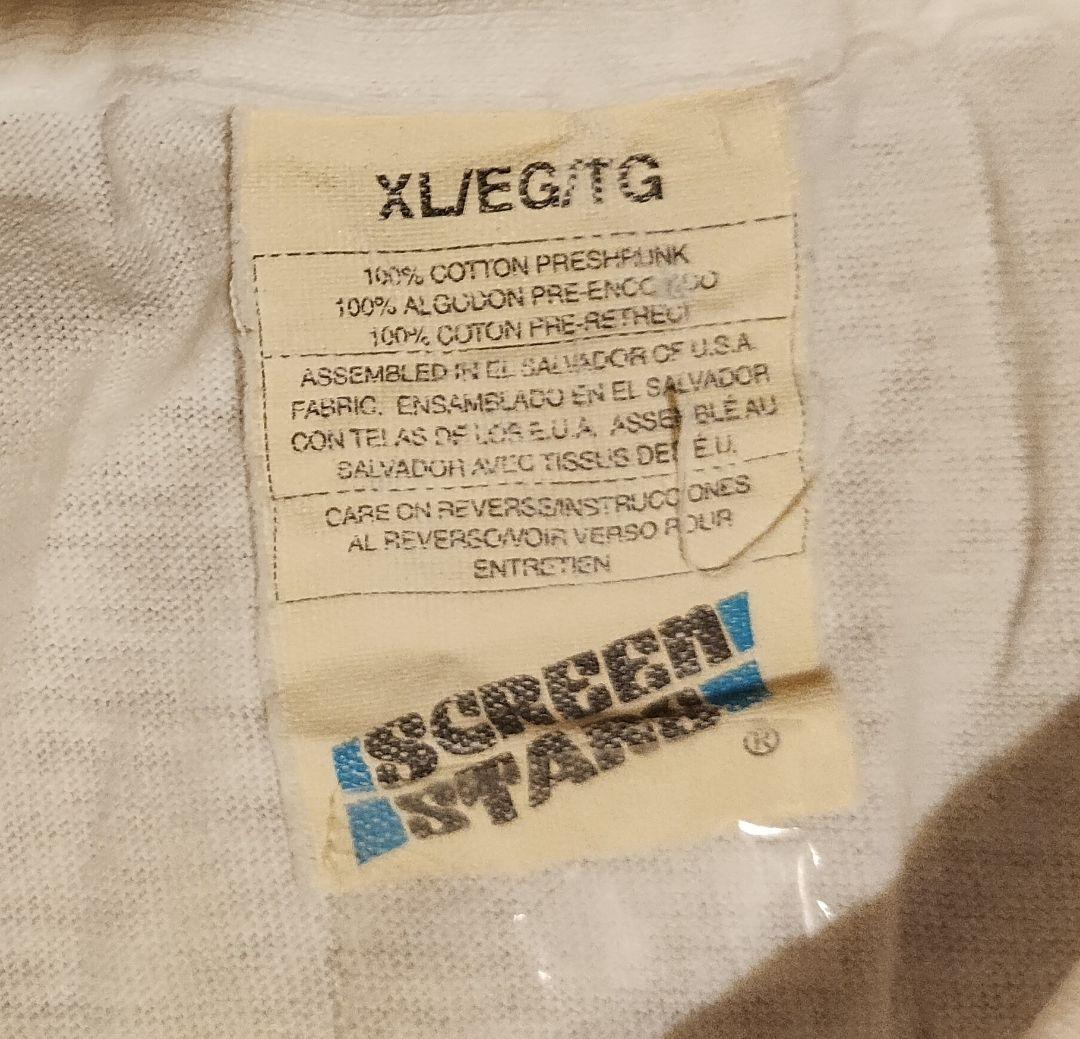 XL/EG/TG
100% COTTON PRESHRUNK
100% ALGODON PRE-ENCOGIDO
100% COTON PRE-RETRECI
ASSEMBLED IN EL SALVADOR OF U.S.A.
FABRIC. ENSAMBLADO EN EL SALVADOR
CON TELAS DE LOS E.U.A. ASSEMBLÉ AU
SALVADOR AVEC TISSUS DES É.U.
CARE ON REVERSE/INSTRUCCIONES
AL REVERSO/VOIR VERSO POUR
ENTRETIEN
SCREEN
STARS
®